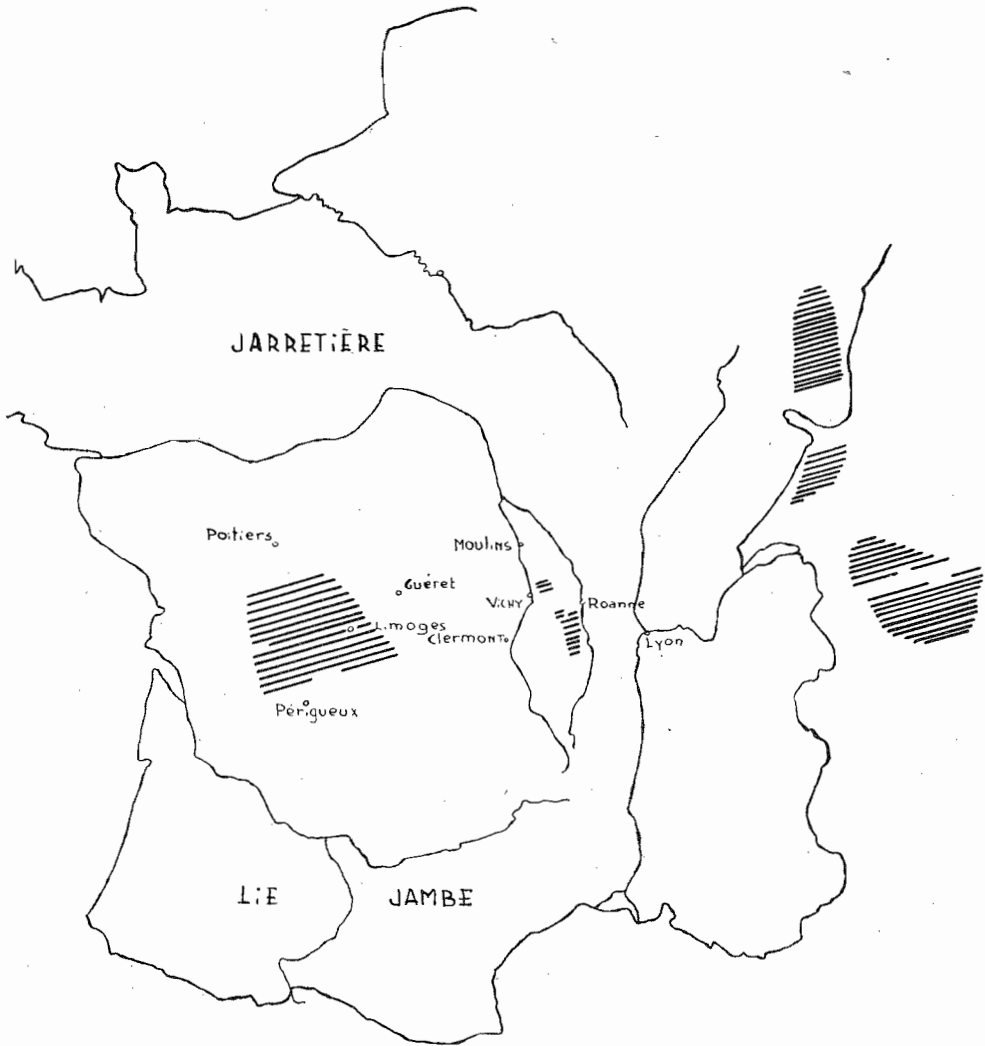 JARRETiÈRE
Poitiers
MOULiNS
Guéret
ViCHY
Roanne
Limoges
CLERMONT
Lyon
Périgueux
LiE
JAMBE